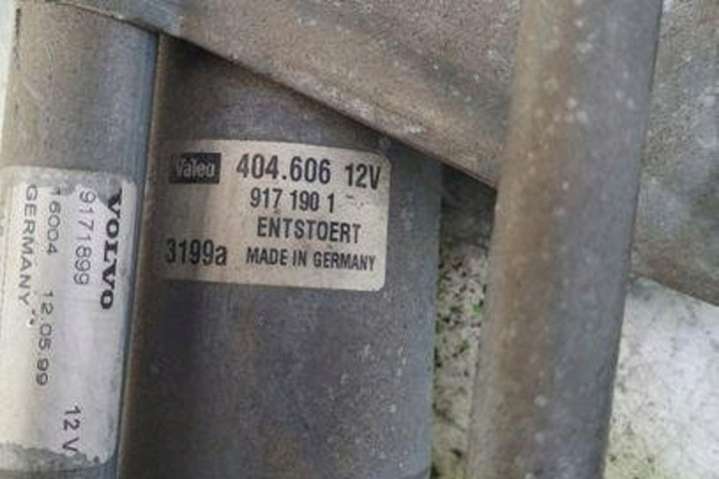 VOLVO
9171899
16004 12.05.99
GERMANY
12V
Valeo 404.606 12V
917 190 1
ENTSTOERT
3199a MADE IN GERMANY